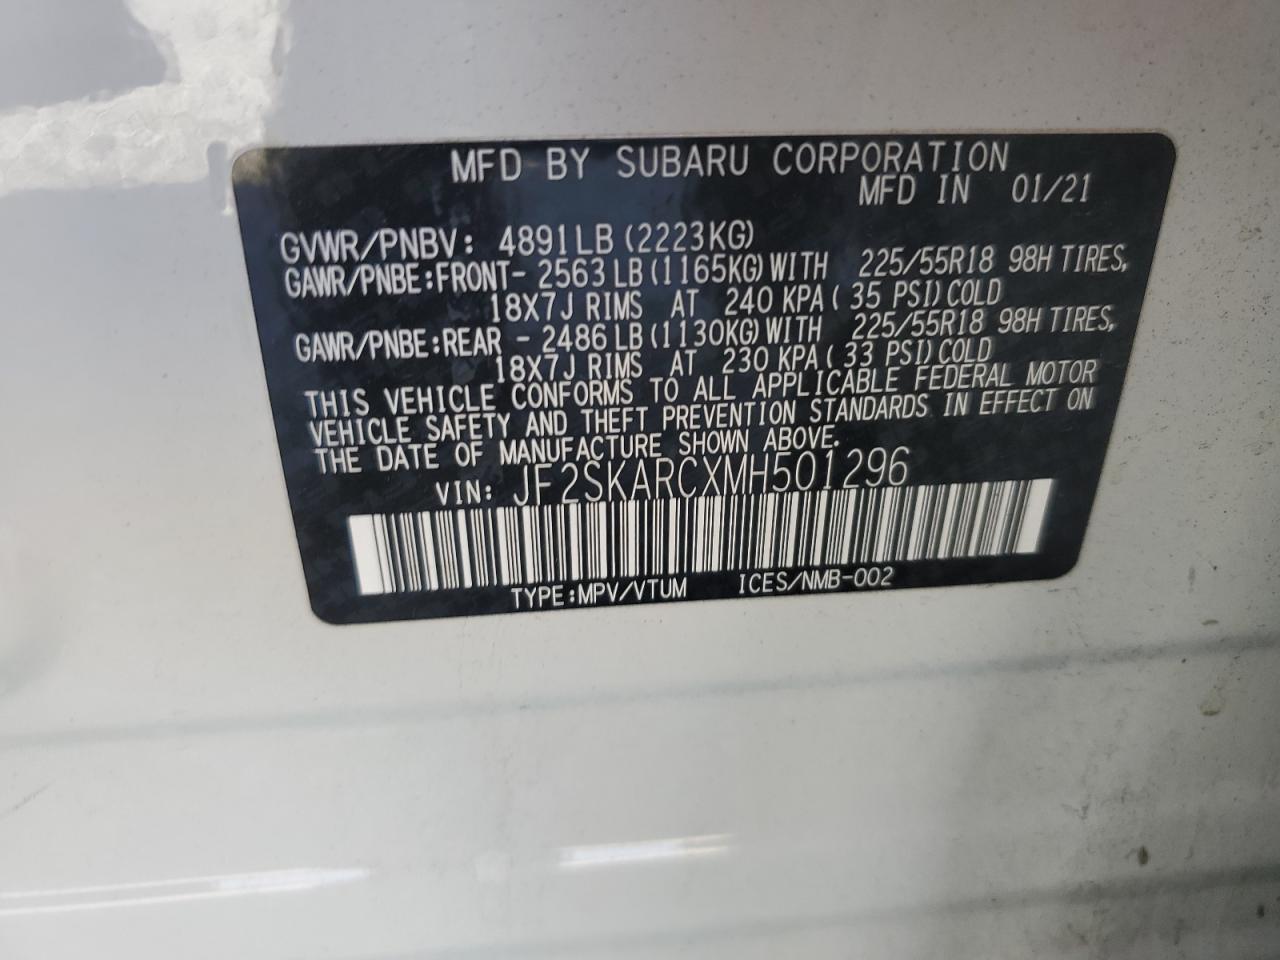 MFD BY SUBARU CORPORATION
MFD IN 01/21
GVWR/PNBV: 4891LB (2223KG)
GAWR/PNBE:FRONT- 2563 LB (1165KG) WITH 225/55R18 98H TIRES,
18X7J RIMS AT 240 KPA ( 35 PSI) COLD
GAWR/PNBE:REAR - 2486 LB (1130KG) WITH 225/55R18 98H TIRES,
18X7J RIMS AT 230 KPA ( 33 PSI) COLD
THIS VEHICLE CONFORMS TO ALL APPLICABLE FEDERAL MOTOR
VEHICLE SAFETY AND THEFT PREVENTION STANDARDS IN EFFECT ON
THE DATE OF MANUFACTURE SHOWN ABOVE.
VIN: JF2SKARCXMH501296
TYPE:MPV/VTUM ICES/NMB-002